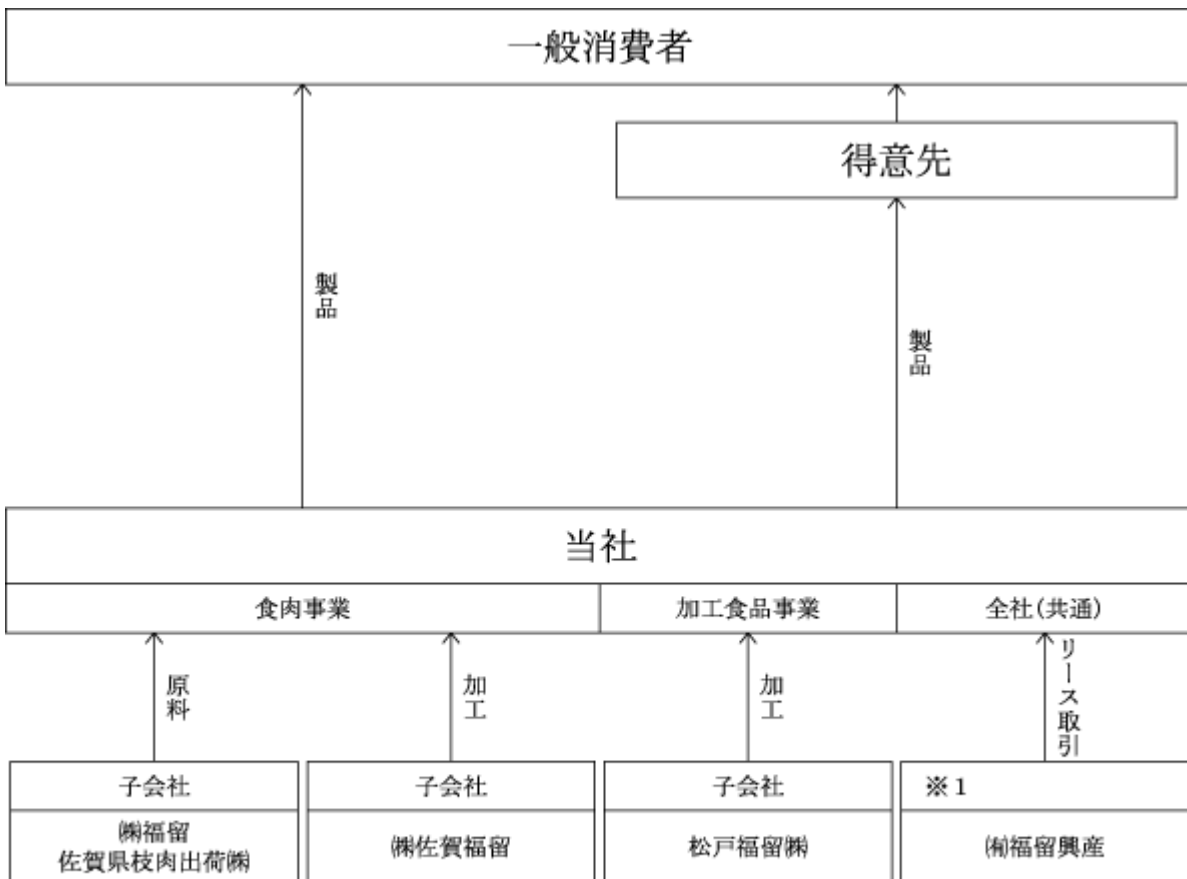 一般消費者
得意先
製品
製品
当社
食肉事業
加工食品事業
全社(共通)
原料
加工
加工
リース取引
子会社
子会社
子会社
※1
㈱福留
佐賀県枝肉出荷㈱
㈱佐賀福留
松戸福留㈱
㈲福留興産